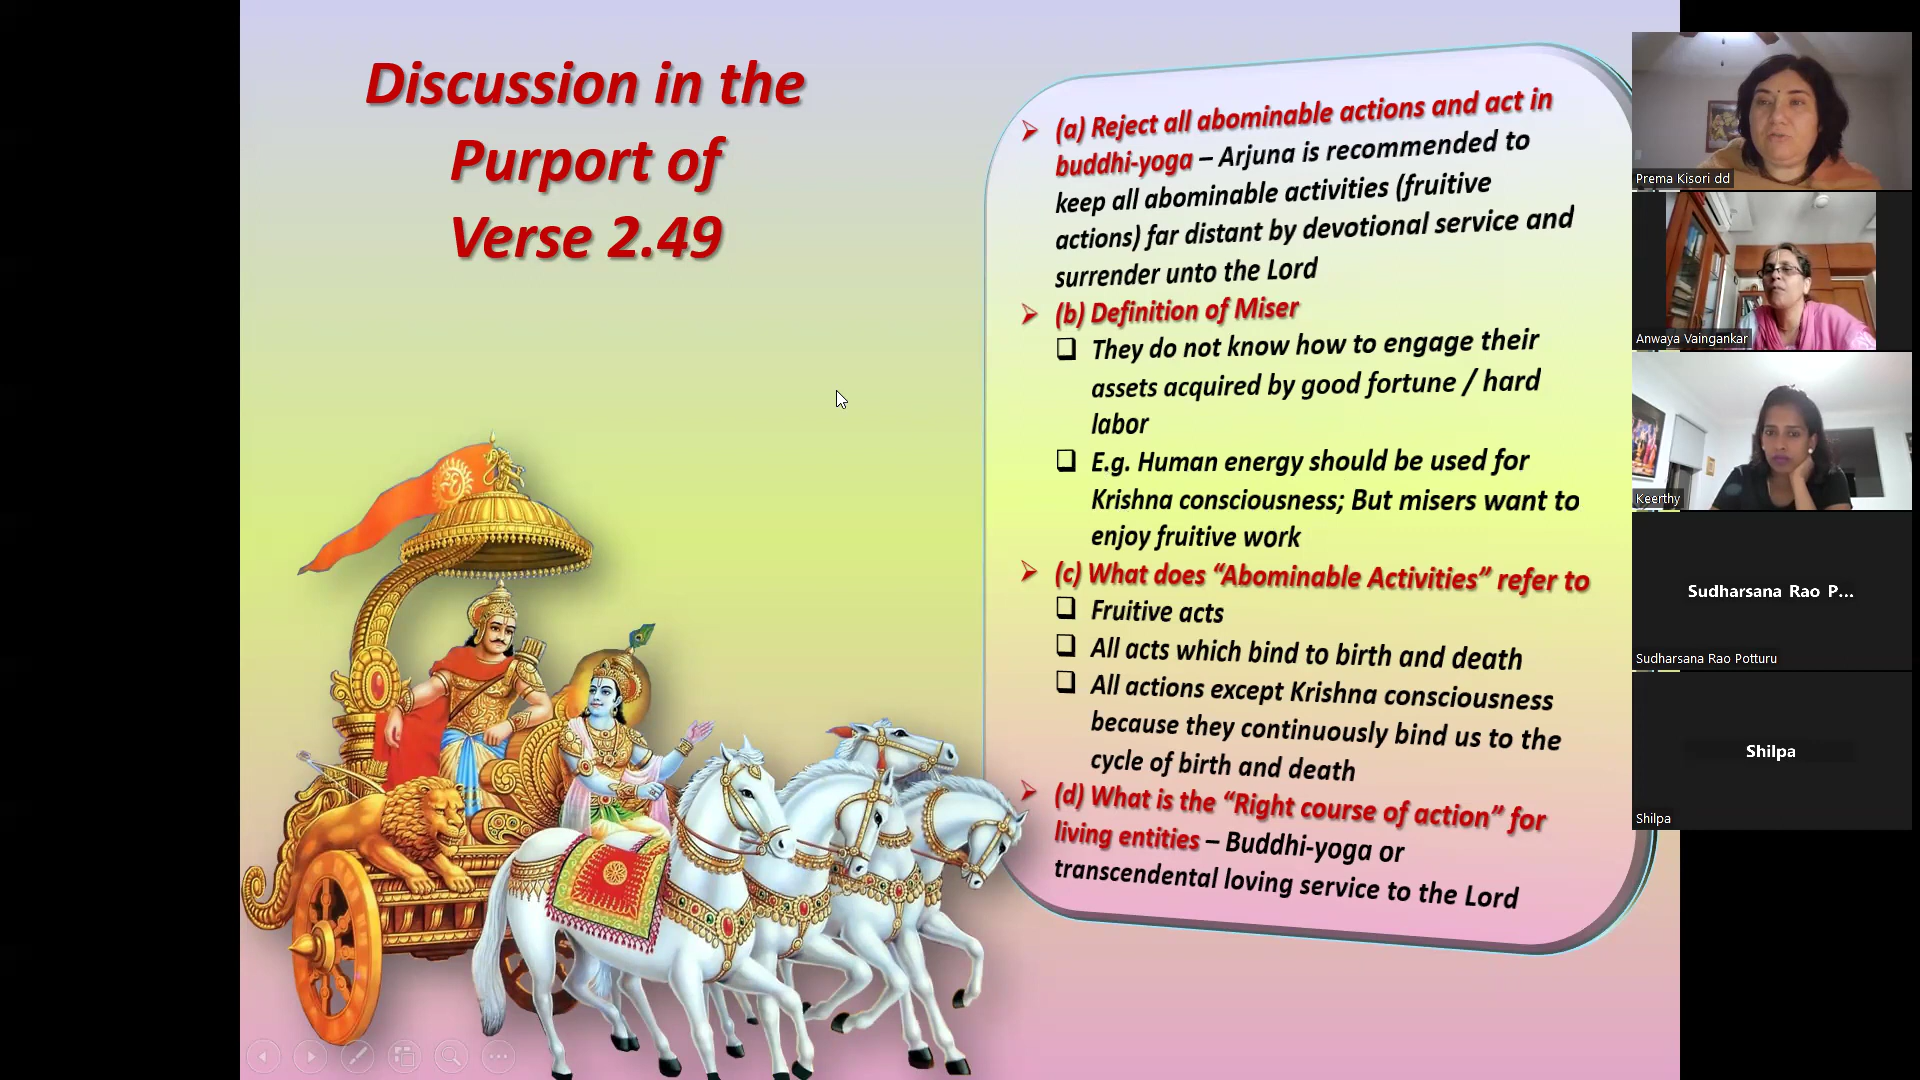 Discussion in the
Purport of
Verse 2.49
(a) Reject all abominable actions and act in
buddhi-yoga – Arjuna is recommended to
keep all abominable activities (fruitive
actions) far distant by devotional service and
surrender unto the Lord
(b) Definition of Miser
They do not know how to engage their
assets acquired by good fortune / hard
labor
E.g. Human energy should be used for
Krishna consciousness; But misers want to
enjoy fruitive work
(c) What does “Abominable Activities” refer to
Fruitive acts
All acts which bind to birth and death
All actions except Krishna consciousness
because they continuously bind us to the
cycle of birth and death
(d) What is the “Right course of action” for
living entities – Buddhi-yoga or
transcendental loving service to the Lord
Prema Kisori dd
Anwaya Vaingankar
Keerthy
Sudharsana Rao P...
Sudharsana Rao Potturu
Shilpa
Shilpa